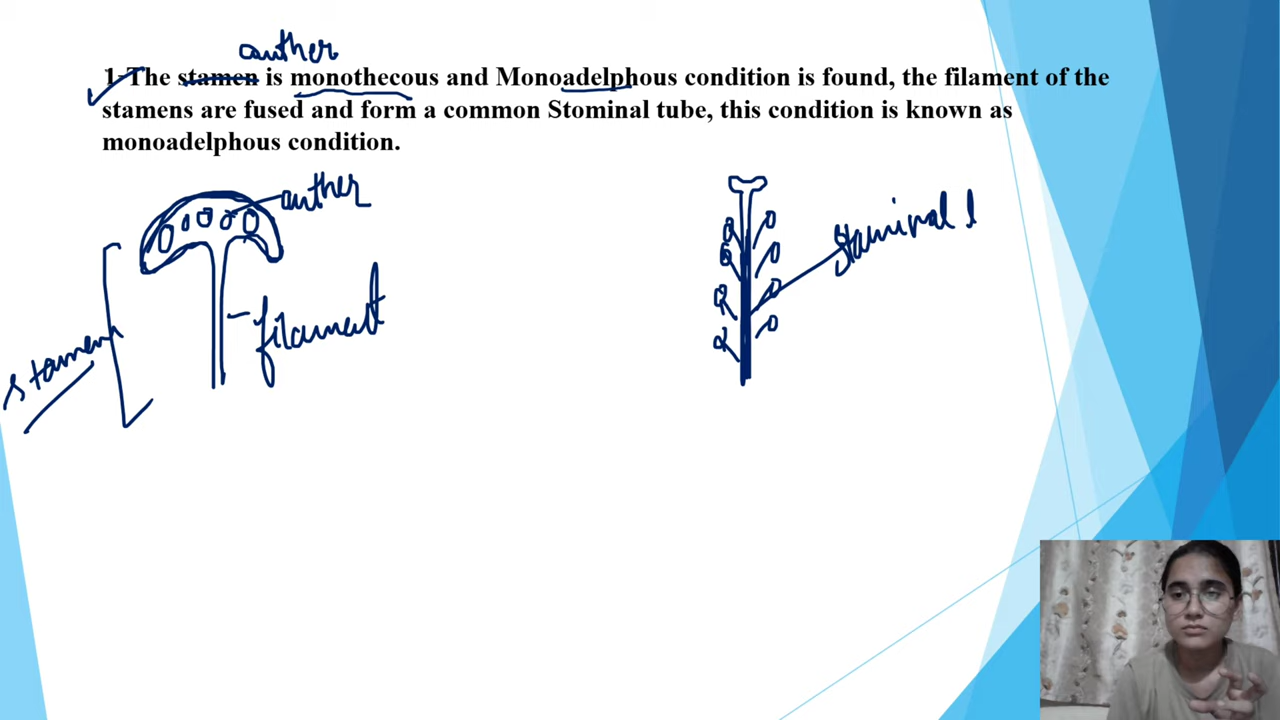 anther
1-The stamen is monothecous and Monoadelphous condition is found, the filament of the
stamens are fused and form a common Stominal tube, this condition is known as
monoadelphous condition.
anther
staminal
filament
stamen